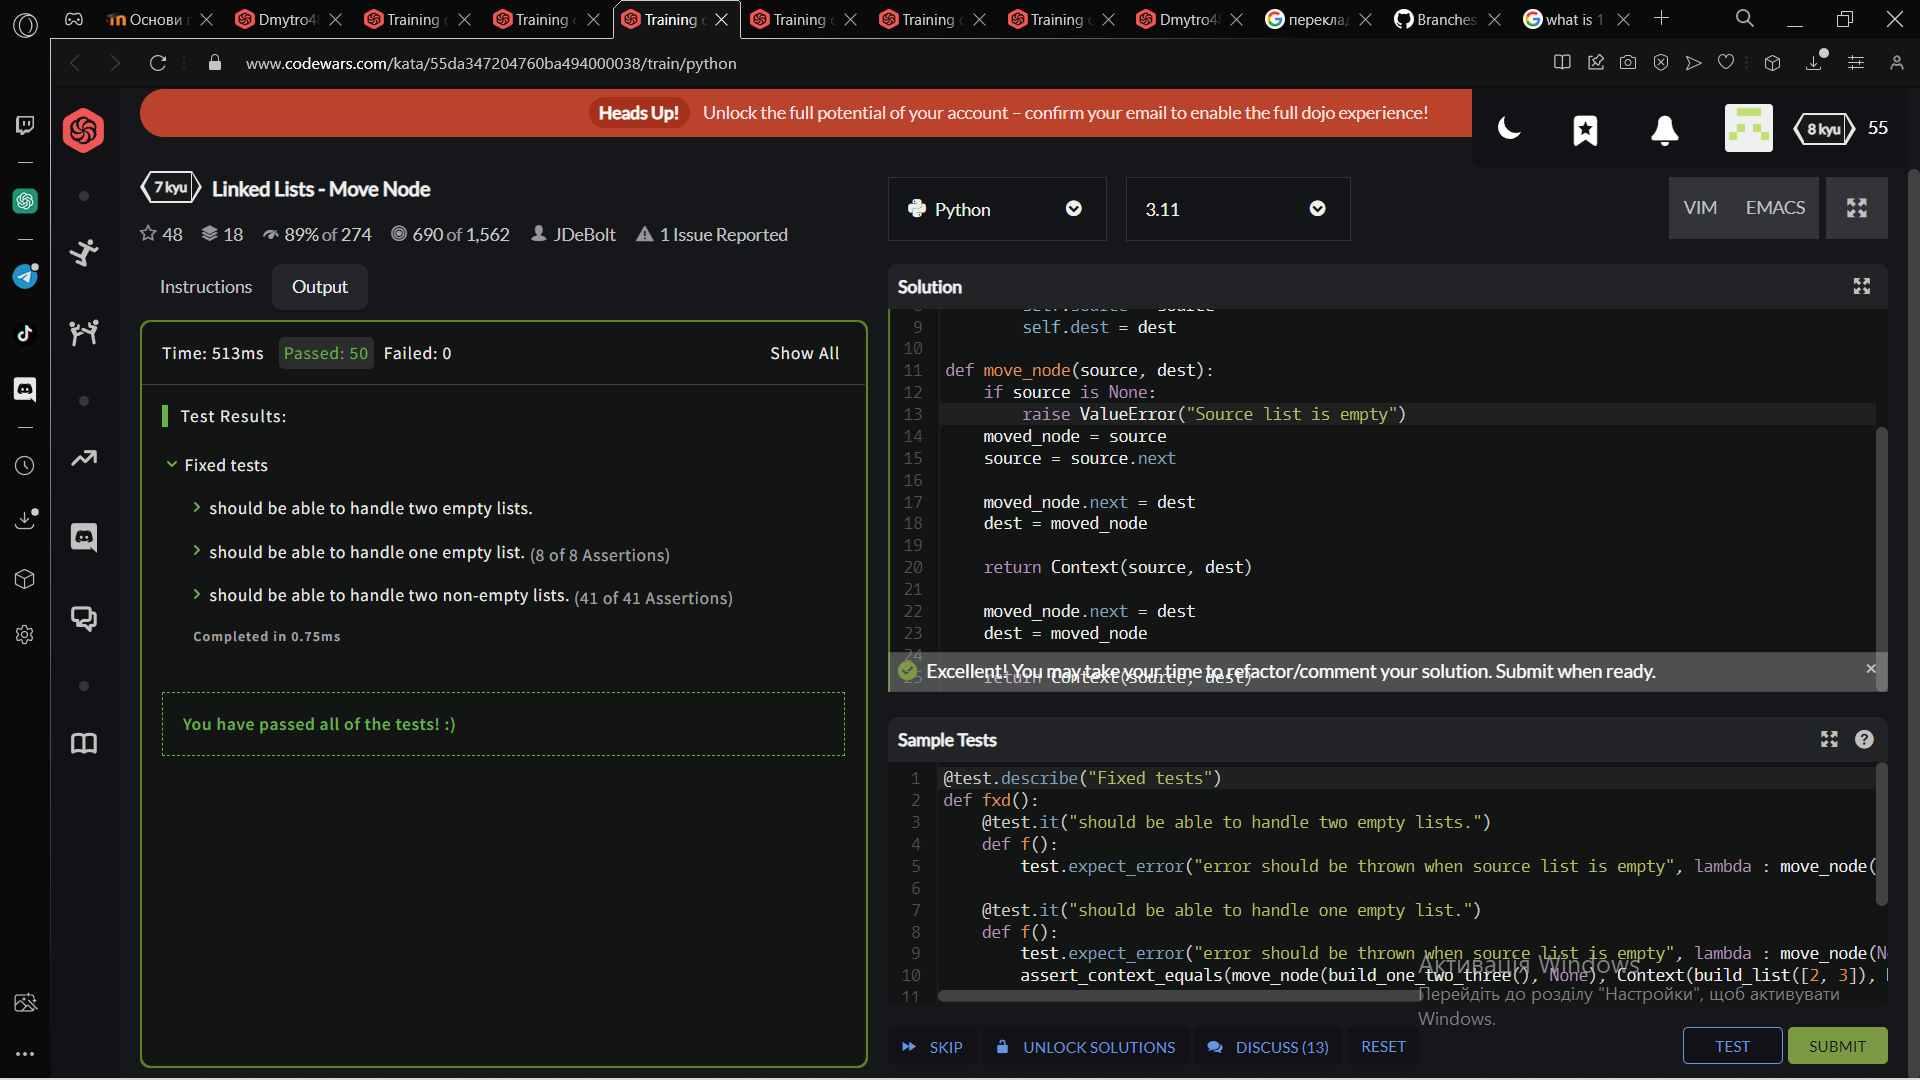 Основи
Dmytro4
Training
Training
Training
Training
Training
Training
Dmytro4
переклад
Branches
what is 1
www.codewars.com/kata/55da347204760ba494000038/train/python
Heads Up! Unlock the full potential of your account – confirm your email to enable the full dojo experience!
8 kyu 55
7 kyu Linked Lists - Move Node
48 18 89% of 274 690 of 1,562 JDeBolt 1 Issue Reported
Python
3.11
VIM EMACS
Instructions Output
Time: 513ms Passed: 50 Failed: 0 Show All
Test Results:
Fixed tests
should be able to handle two empty lists.
should be able to handle one empty list. (8 of 8 Assertions)
should be able to handle two non-empty lists. (41 of 41 Assertions)
Completed in 0.75ms
You have passed all of the tests! :)
Solution
9 self.dest = dest
10
11 def move_node(source, dest):
12 if source is None:
13 raise ValueError("Source list is empty")
14 moved_node = source
15 source = source.next
16
17 moved_node.next = dest
18 dest = moved_node
19
20 return Context(source, dest)
21
22 moved_node.next = dest
23 dest = moved_node
24
25 return Context(source, dest)
Excellent! You may take your time to refactor/comment your solution. Submit when ready.
Sample Tests
1 @test.describe("Fixed tests")
2 def fxd():
3 @test.it("should be able to handle two empty lists.")
4 def f():
5 test.expect_error("error should be thrown when source list is empty", lambda : move_node(
6
7 @test.it("should be able to handle one empty list.")
8 def f():
9 test.expect_error("error should be thrown when source list is empty", lambda : move_node(N
10 assert_context_equals(move_node(build_one_two_three(), None), Context(build_list([2, 3]),
11
Активація Windows
Перейдіть до розділу "Настройки", щоб активувати
Windows.
SKIP UNLOCK SOLUTIONS DISCUSS (13) RESET TEST SUBMIT